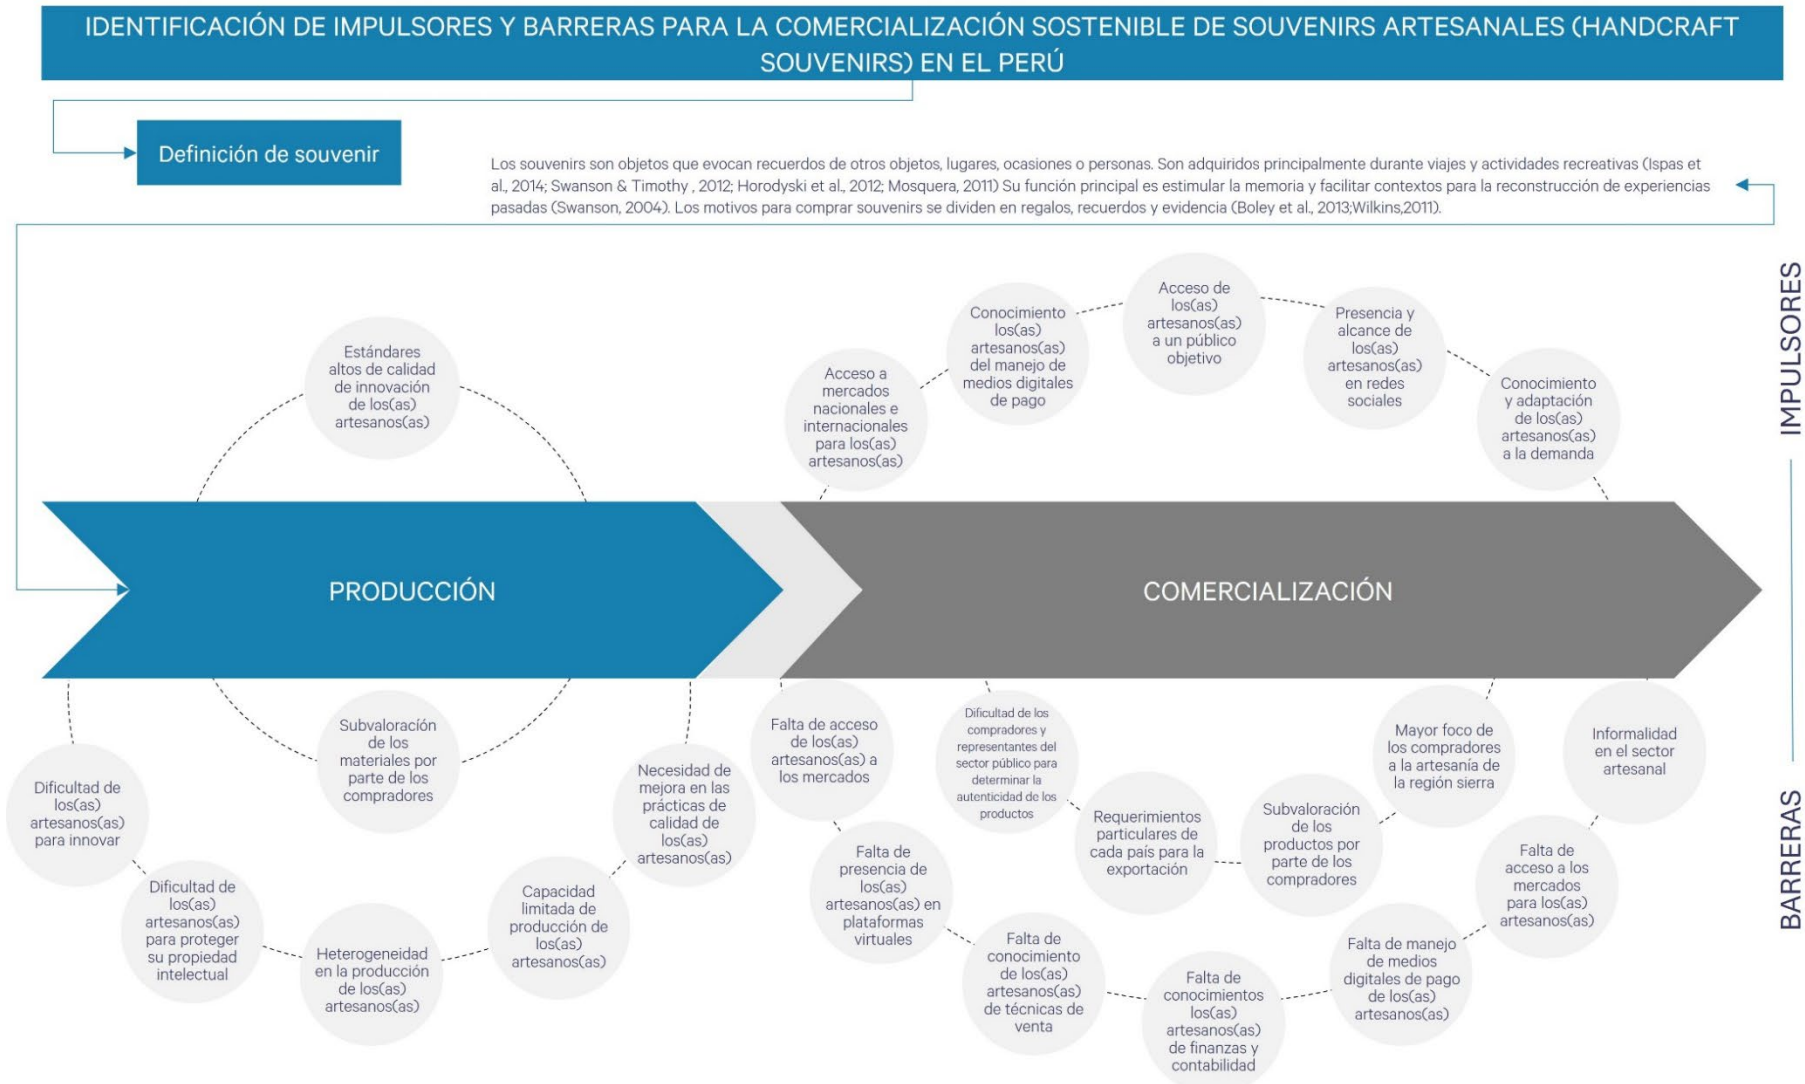 IDENTIFICACIÓN DE IMPULSORES Y BARRERAS PARA LA COMERCIALIZACIÓN SOSTENIBLE DE SOUVENIRS ARTESANALES (HANDCRAFT
SOUVENIRS) EN EL PERÚ
Definición de souvenir
Los souvenirs son objetos que evocan recuerdos de otros objetos, lugares, ocasiones o personas. Son adquiridos principalmente durante viajes y actividades recreativas (Ispas et
al., 2014; Swanson & Timothy , 2012; Horodyski et al., 2012; Mosquera, 2011) Su función principal es estimular la memoria y facilitar contextos para la reconstrucción de experiencias
pasadas (Swanson, 2004). Los motivos para comprar souvenirs se dividen en regalos, recuerdos y evidencia (Boley et al., 2013;Wilkins,2011).
IMPULSORES
Estándares
altos de calidad
de innovación
de los(as)
artesanos(as)
Acceso a
mercados
nacionales e
internacionales
para los(as)
artesanos(as)
Conocimiento
los(as)
artesanos(as)
del manejo de
medios digitales
de pago
Acceso de
los(as)
artesanos(as)
a un público
objetivo
Presencia y
alcance de
los(as)
artesanos(as)
en redes
sociales
Conocimiento
y adaptación
de los(as)
artesanos(as)
a la demanda
PRODUCCIÓN
COMERCIALIZACIÓN
BARRERAS
Dificultad de
los(as)
artesanos(as)
para innovar
Dificultad de
los(as)
artesanos(as)
para proteger
su propiedad
intelectual
Heterogeneidad
en la producción
de los(as)
artesanos(as)
Capacidad
limitada de
producción de
los(as)
artesanos(as)
Necesidad de
mejora en las
prácticas de
calidad de
los(as)
artesanos(as)
Subvaloración
de los
materiales por
parte de los
compradores
Falta de acceso
de los(as)
artesanos(as) a
los mercados
Falta de
presencia de
los(as)
artesanos(as) en
plataformas
virtuales
Falta de
conocimiento
de los(as)
artesanos(as)
de técnicas de
venta
Falta de
conocimientos
los(as)
artesanos(as)
de finanzas y
contabilidad
Falta de manejo
de medios
digitales de pago
de los(as)
artesanos(as)
Falta de
acceso a los
mercados
para los(as)
artesanos(as)
Informalidad
en el sector
artesanal
Dificultad de los
compradores y
representantes del
sector público para
determinar la
autenticidad de los
productos
Requerimientos
particulares de
cada país para la
exportación
Subvaloración
de los
productos por
parte de los
compradores
Mayor foco de
los compradores
a la artesanía de
la región sierra